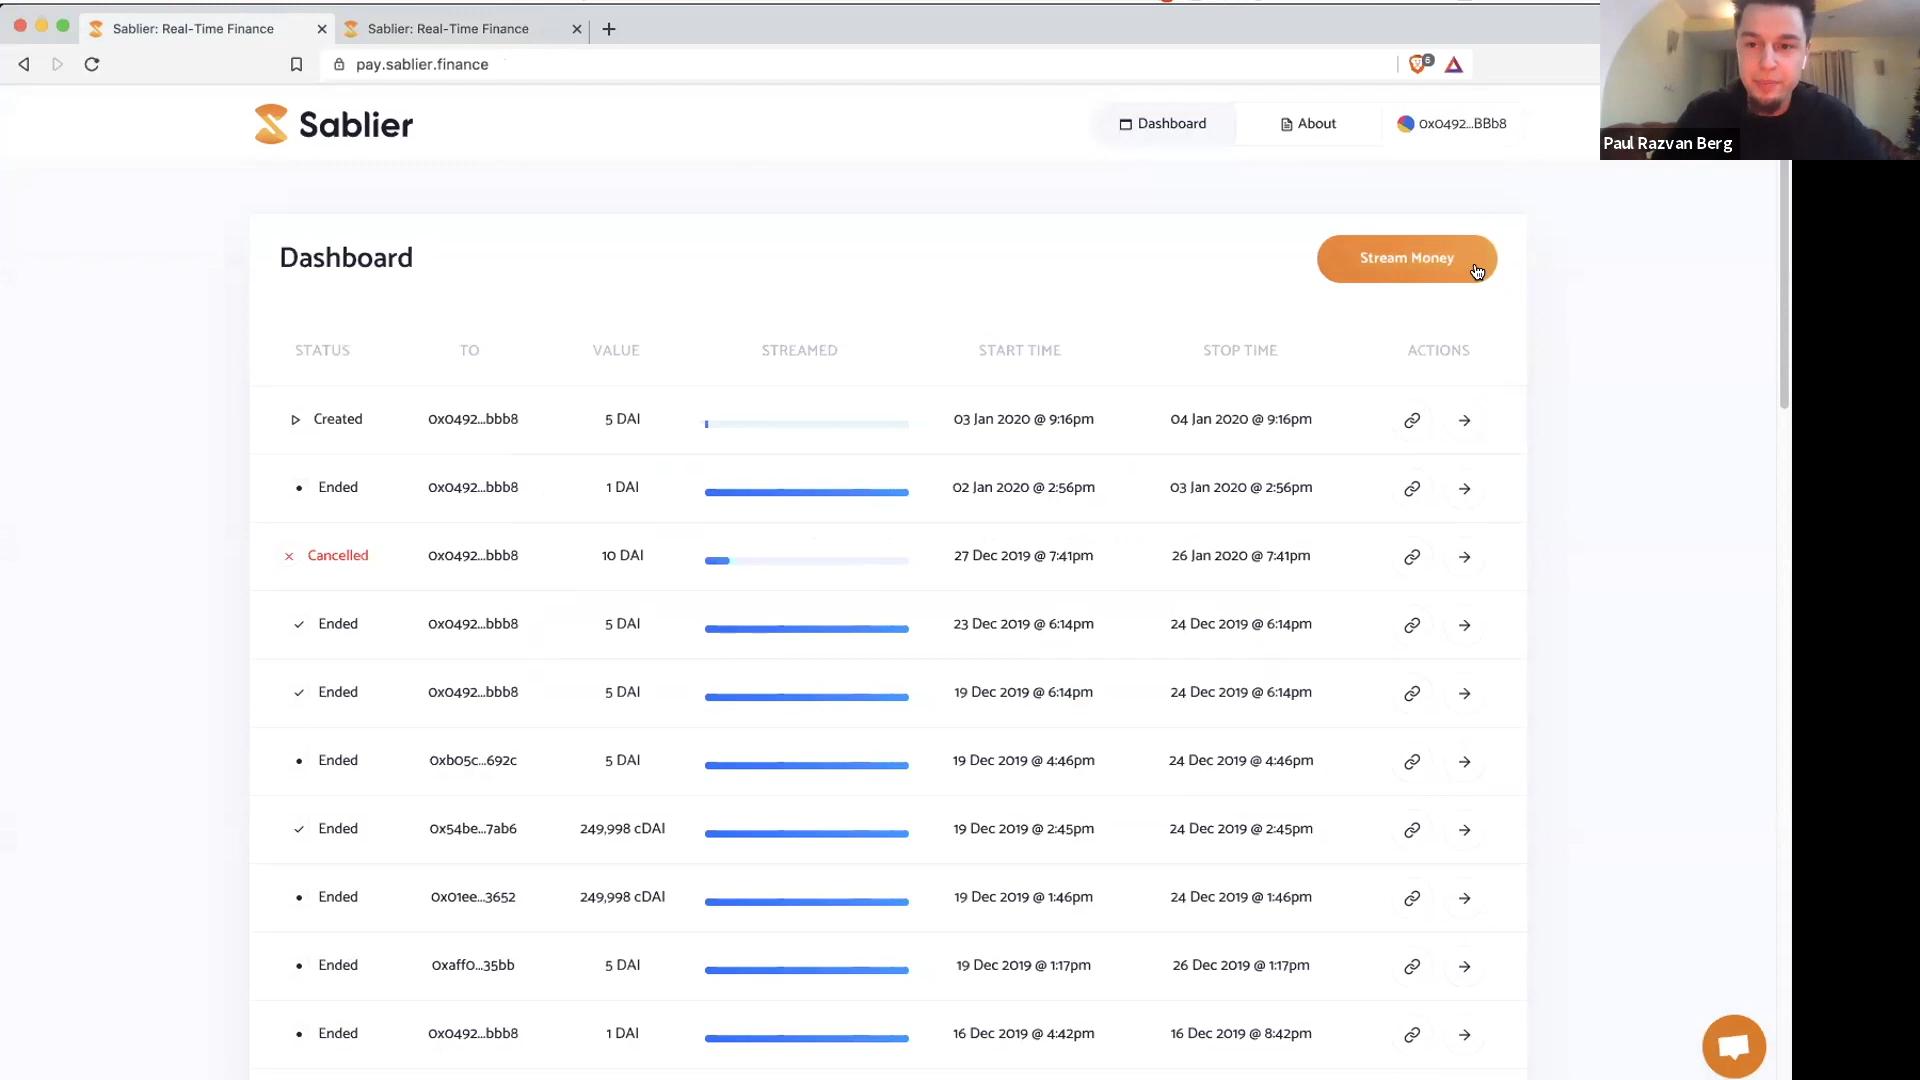 Sablier: Real-Time Finance
Sablier: Real-Time Finance
pay.sablier.finance
6
Sablier
Dashboard
About
0x0492...BBb8
Paul Razvan Berg
Dashboard
Stream Money
STATUS TO VALUE STREAMED START TIME STOP TIME ACTIONS
Created 0x0492...bbb8 5 DAI 03 Jan 2020 @ 9:16pm 04 Jan 2020 @ 9:16pm
Ended 0x0492...bbb8 1 DAI 02 Jan 2020 @ 2:56pm 03 Jan 2020 @ 2:56pm
Cancelled 0x0492...bbb8 10 DAI 27 Dec 2019 @ 7:41pm 26 Jan 2020 @ 7:41pm
Ended 0x0492...bbb8 5 DAI 23 Dec 2019 @ 6:14pm 24 Dec 2019 @ 6:14pm
Ended 0x0492...bbb8 5 DAI 19 Dec 2019 @ 6:14pm 24 Dec 2019 @ 6:14pm
Ended 0xb05c...692c 5 DAI 19 Dec 2019 @ 4:46pm 24 Dec 2019 @ 4:46pm
Ended 0x54be...7ab6 249,998 cDAI 19 Dec 2019 @ 2:45pm 24 Dec 2019 @ 2:45pm
Ended 0x01ee...3652 249,998 cDAI 19 Dec 2019 @ 1:46pm 24 Dec 2019 @ 1:46pm
Ended 0xaff0...35bb 5 DAI 19 Dec 2019 @ 1:17pm 26 Dec 2019 @ 1:17pm
Ended 0x0492...bbb8 1 DAI 16 Dec 2019 @ 4:42pm 16 Dec 2019 @ 8:42pm